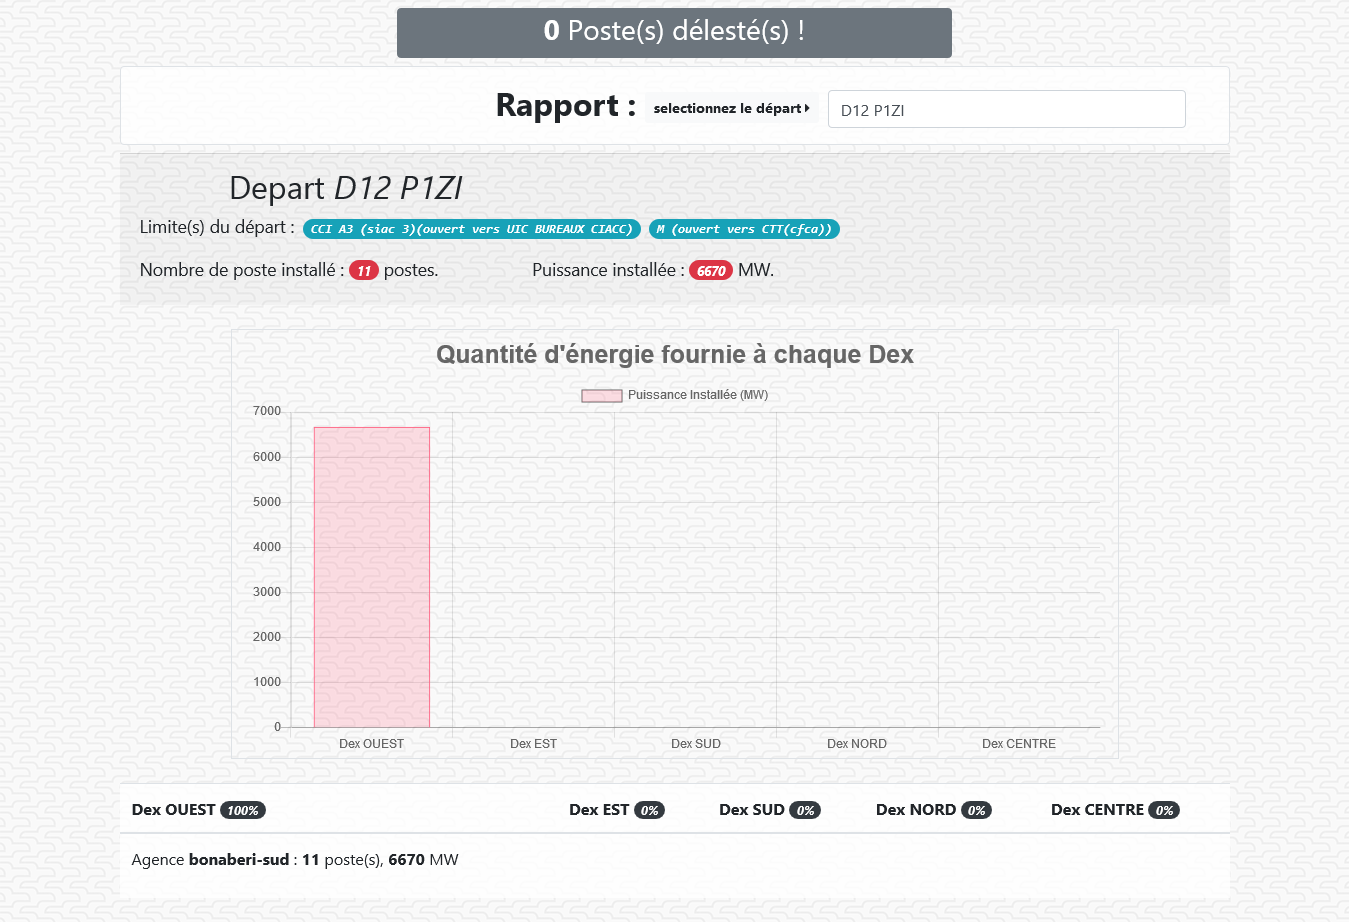 0 Poste(s) délesté(s) !
Rapport : selectionnez le départ D12 P1ZI
Depart D12 P1ZI
Limite(s) du départ : CCI A3 (siac 3)(ouvert vers UIC BUREAUX CIACC) M (ouvert vers CTT(cfca))
Nombre de poste installé : 11 postes. Puissance installée : 6670 MW.
Quantité d'énergie fournie à chaque Dex
Puissance Installée (MW)
7000
6000
5000
4000
3000
2000
1000
0
Dex OUEST Dex EST Dex SUD Dex NORD Dex CENTRE
Dex OUEST 100% Dex EST 0% Dex SUD 0% Dex NORD 0% Dex CENTRE 0%
Agence bonaberi-sud : 11 poste(s), 6670 MW